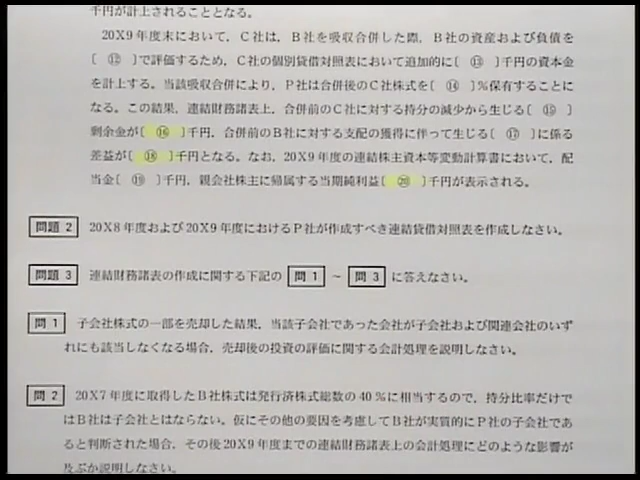 千円が計上されることとなる。
20X9年度末において，C社は，B社を吸収合併した際，B社の資産および負債を
〔 ⑫ 〕で評価するため，C社の個別貸借対照表において追加的に〔 ⑬ 〕千円の資本金
を計上する。当該吸収合併により，P社は合併後のC社株式を〔 ⑭ 〕%保有することに
なる。この結果，連結財務諸表上，合併前のC社に対する持分の減少から生じる〔 ⑮ 〕
剰余金が〔 ⑯ 〕千円，合併前のB社に対する支配の獲得に伴って生じる〔 ⑰ 〕に係る
差益が〔 ⑱ 〕千円となる。なお，20X9年度の連結株主資本等変動計算書において，配
当金〔 ⑲ 〕千円，親会社株主に帰属する当期純利益〔 ⑳ 〕千円が表示される。
問題2 20X8年度および20X9年度におけるP社が作成すべき連結貸借対照表を作成しなさい。
問題3 連結財務諸表の作成に関する下記の 問1 ～ 問3 に答えなさい。
問1 子会社株式の一部を売却した結果，当該子会社であった会社が子会社および関連会社のいず
れにも該当しなくなる場合，売却後の投資の評価に関する会計処理を説明しなさい。
問2 20X7年度に取得したB社株式は発行済株式総数の40%に相当するので，持分比率だけで
はB社は子会社とはならない。仮にその他の要因を考慮してB社が実質的にP社の子会社であ
ると判断された場合，その後20X9年度までの連結財務諸表上の会計処理にどのような影響が
及ぶか説明しなさい。